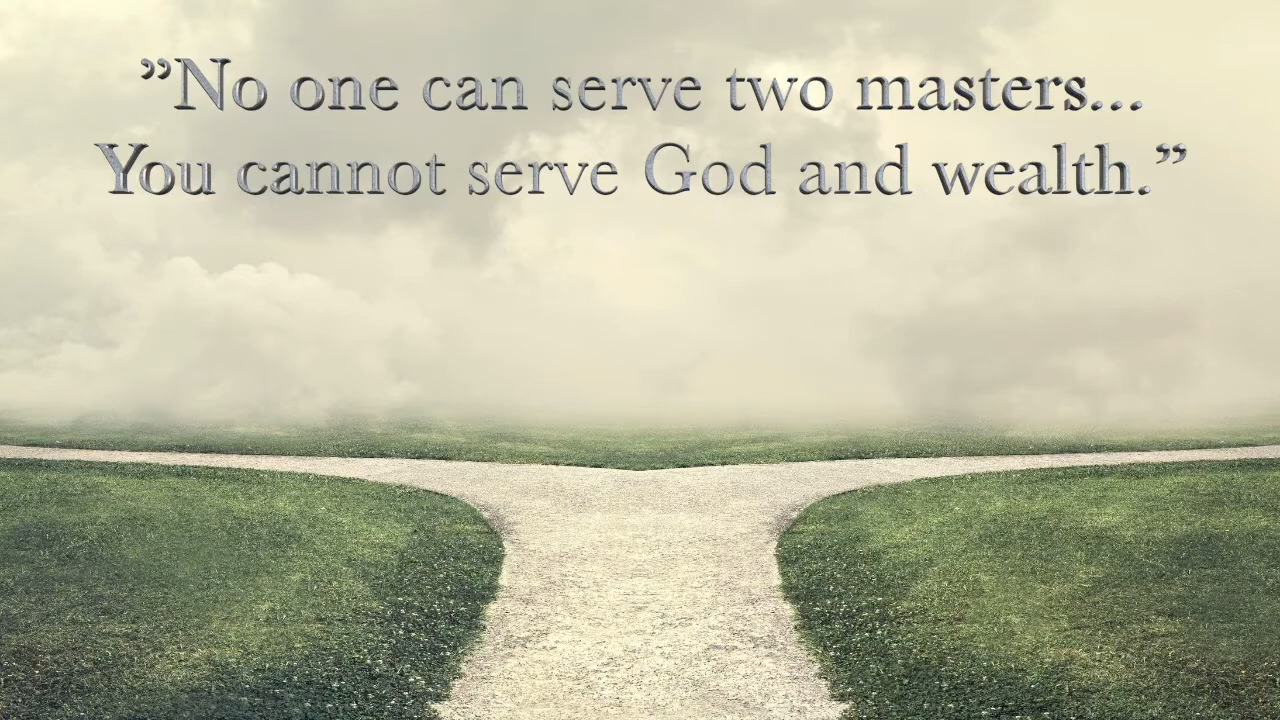 ”No one can serve two masters...
You cannot serve God and wealth.”